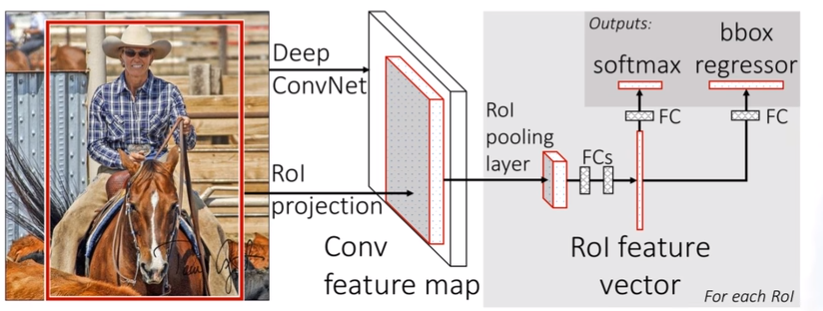 Deep
ConvNet
RoI
projection
Conv
feature map
RoI
pooling
layer
FCs
RoI feature
vector
Outputs:
softmax
bbox
regressor
FC
FC
For each RoI